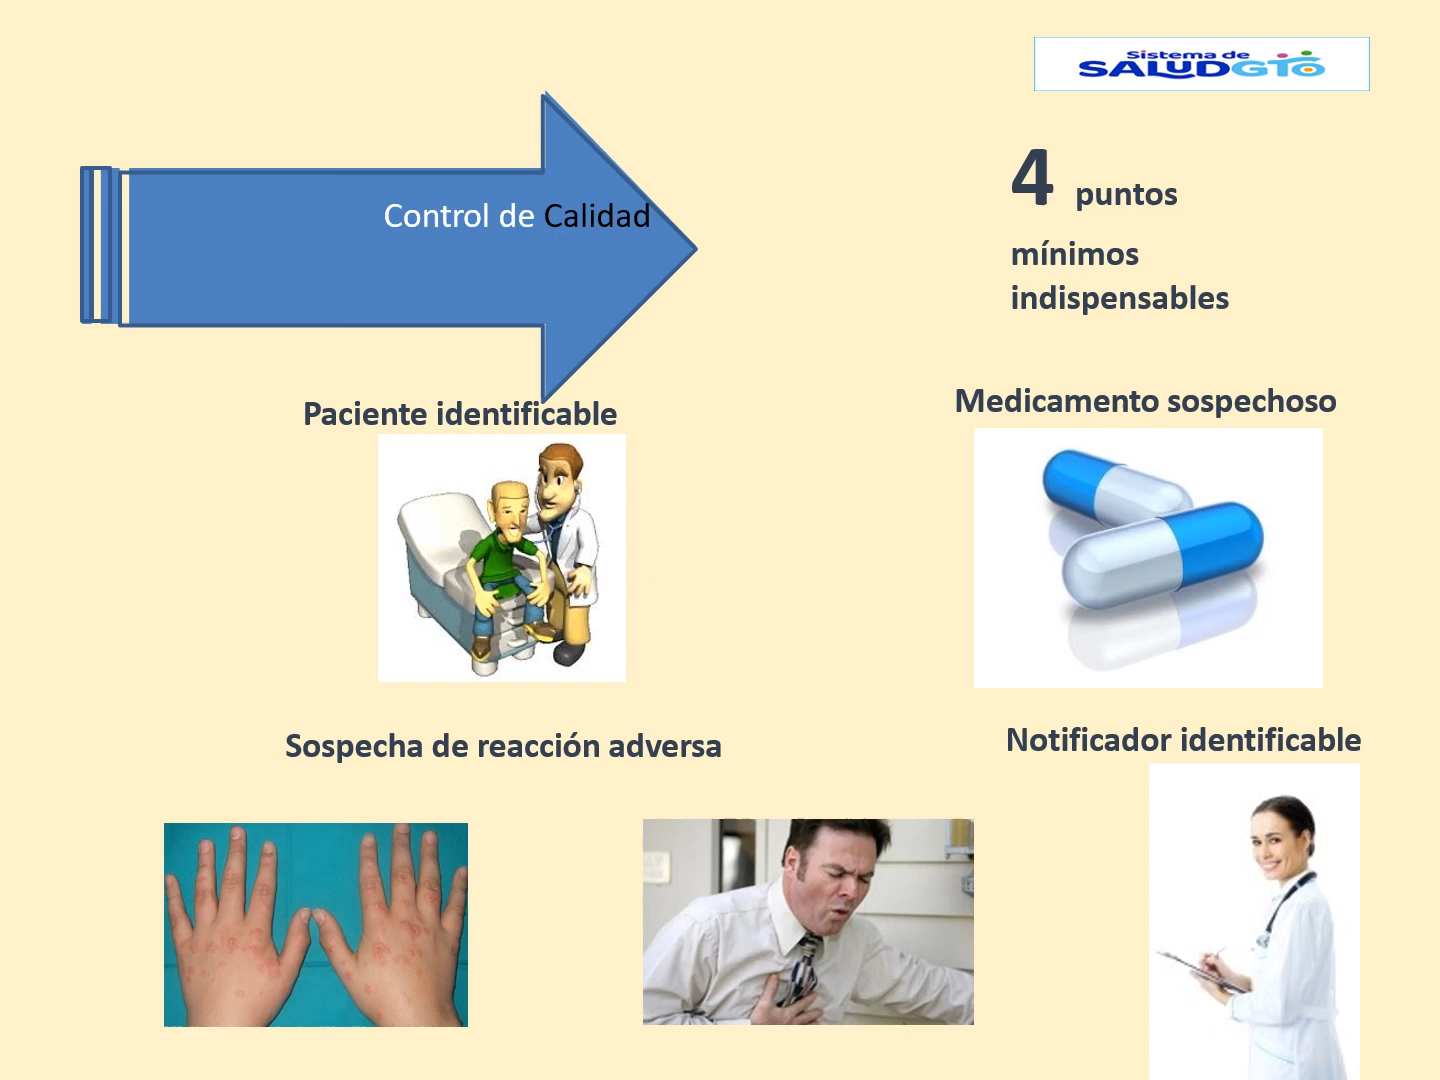 Sistema de
SALUDGTO
4 puntos
mínimos
indispensables
Control de Calidad
Paciente identificable
Medicamento sospechoso
Sospecha de reacción adversa
Notificador identificable